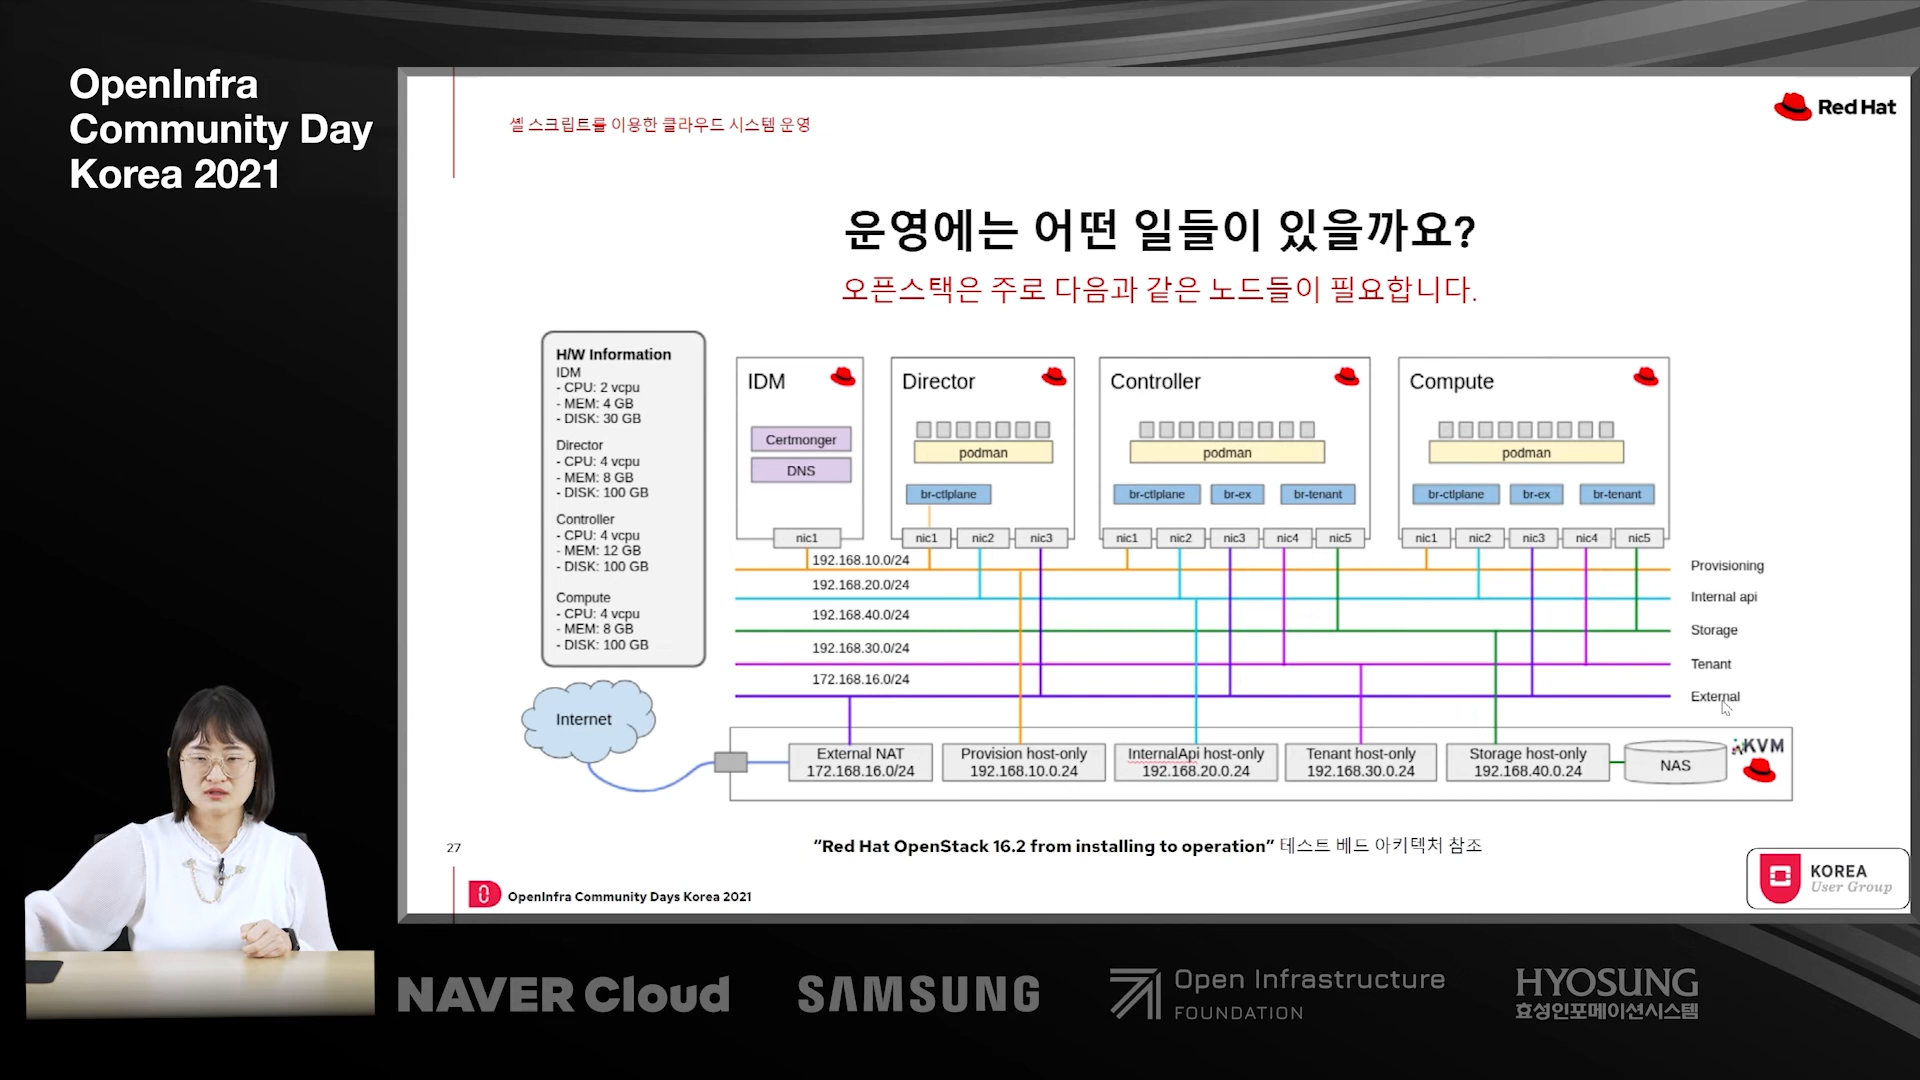 OpenInfra
Community Day
Korea 2021
셸 스크립트를 이용한 클라우드 시스템 운영
Red Hat
운영에는 어떤 일들이 있을까요?
오픈스택은 주로 다음과 같은 노드들이 필요합니다.
H/W Information
IDM
- CPU: 2 vcpu
- MEM: 4 GB
- DISK: 30 GB
Director
- CPU: 4 vcpu
- MEM: 8 GB
- DISK: 100 GB
Controller
- CPU: 4 vcpu
- MEM: 12 GB
- DISK: 100 GB
Compute
- CPU: 4 vcpu
- MEM: 8 GB
- DISK: 100 GB
IDM
Certmonger
DNS
nic1
Director
podman
br-ctlplane
nic1 nic2 nic3
Controller
podman
br-ctlplane br-ex br-tenant
nic1 nic2 nic3 nic4 nic5
Compute
podman
br-ctlplane br-ex br-tenant
nic1 nic2 nic3 nic4 nic5
192.168.10.0/24
Provisioning
192.168.20.0/24
Internal api
192.168.40.0/24
Storage
192.168.30.0/24
Tenant
172.168.16.0/24
External
Internet
External NAT
172.168.16.0/24
Provision host-only
192.168.10.0.24
InternalApi host-only
192.168.20.0.24
Tenant host-only
192.168.30.0.24
Storage host-only
192.168.40.0.24
NAS
KVM
27
“Red Hat OpenStack 16.2 from installing to operation” 테스트 베드 아키텍처 참조
OpenInfra Community Days Korea 2021
KOREA
User Group
NAVER Cloud
SAMSUNG
Open Infrastructure
FOUNDATION
HYOSUNG
효성인포메이션시스템